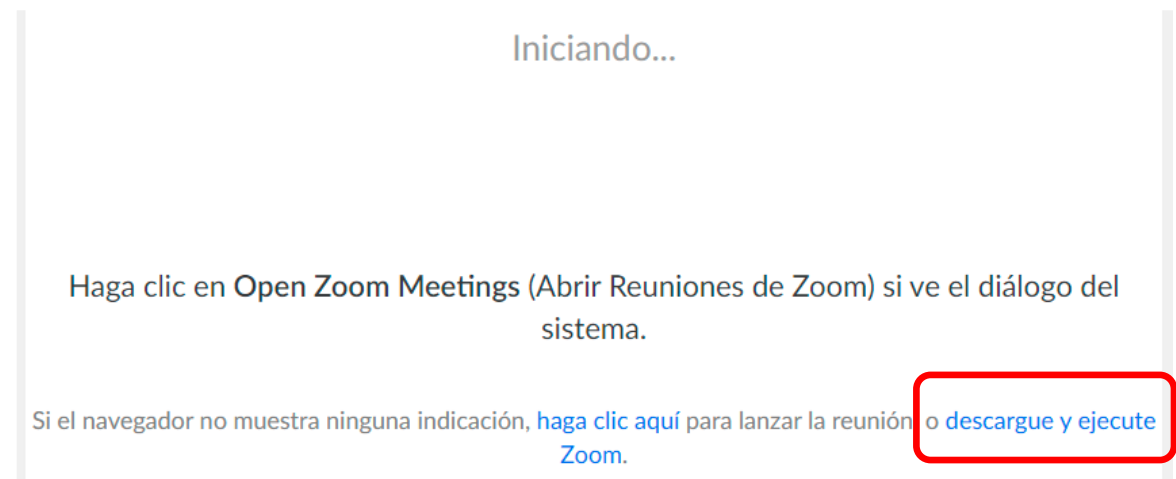 Iniciando...
Haga clic en Open Zoom Meetings (Abrir Reuniones de Zoom) si ve el diálogo del
sistema.
Si el navegador no muestra ninguna indicación, haga clic aquí para lanzar la reunión, o descargue y ejecute
Zoom.